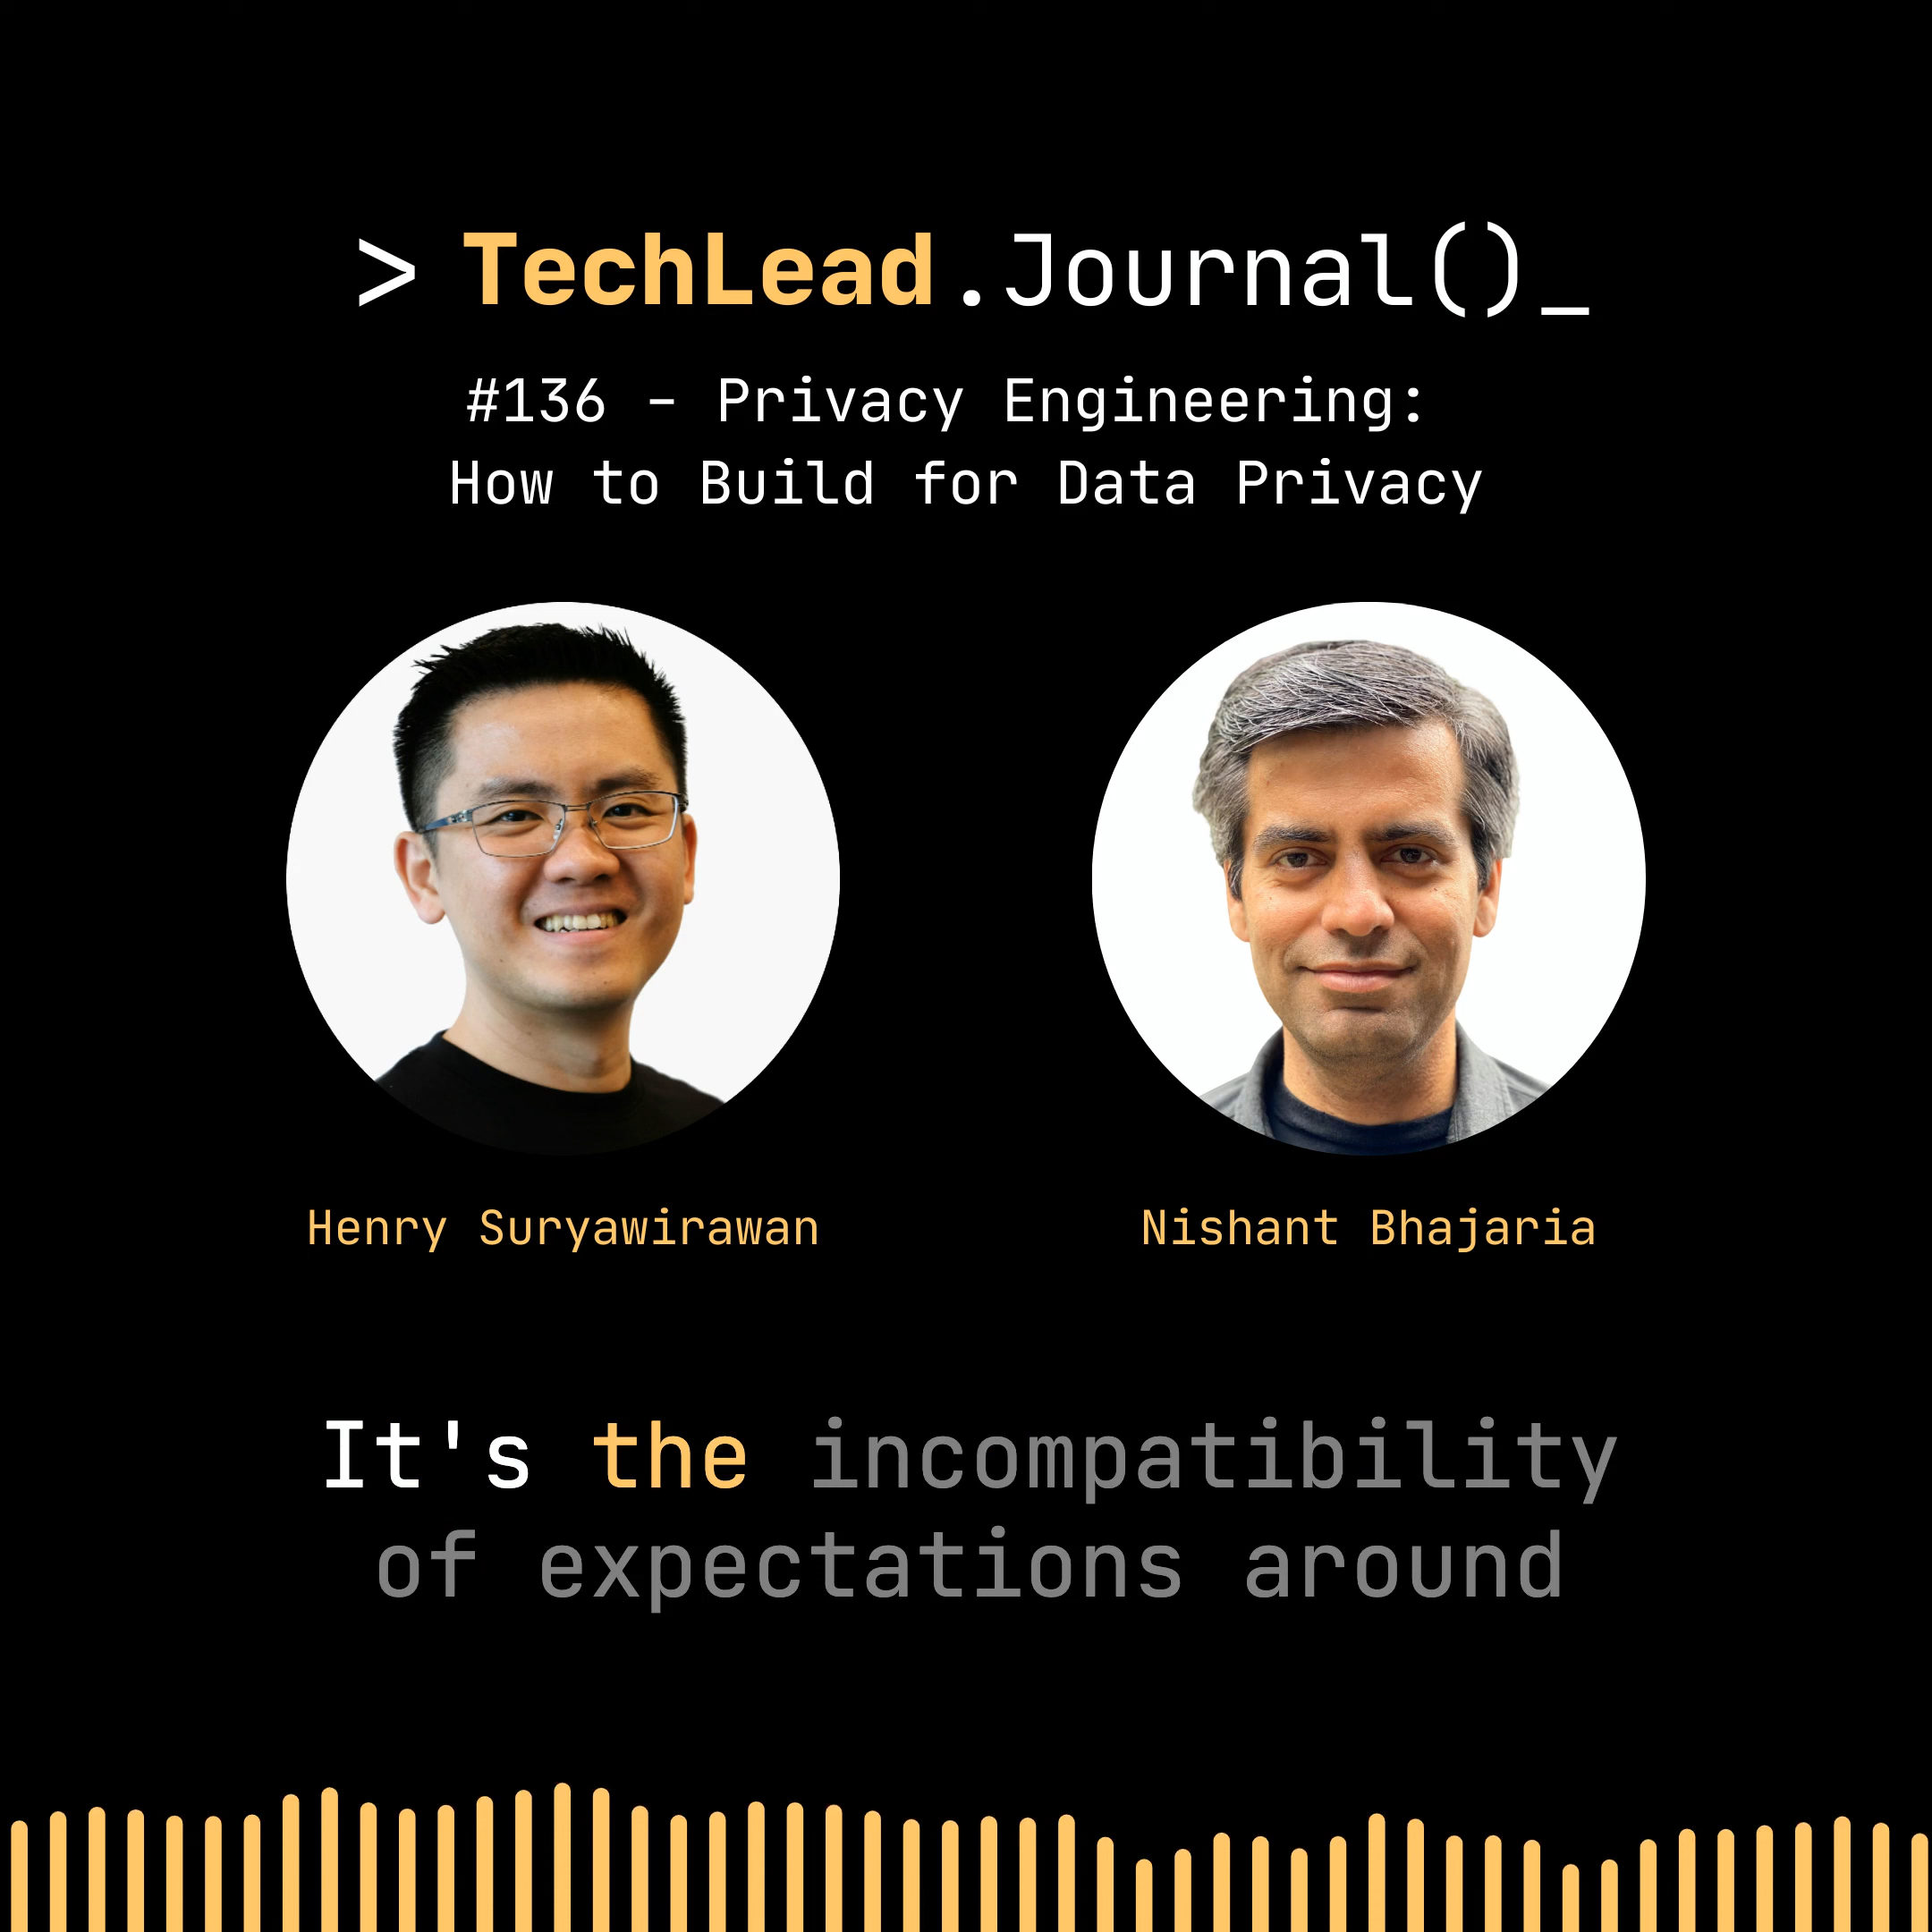 > TechLead.Journal()_
#136 - Privacy Engineering:
How to Build for Data Privacy
Henry Suryawirawan
Nishant Bhajaria
It's the incompatibility
of expectations around